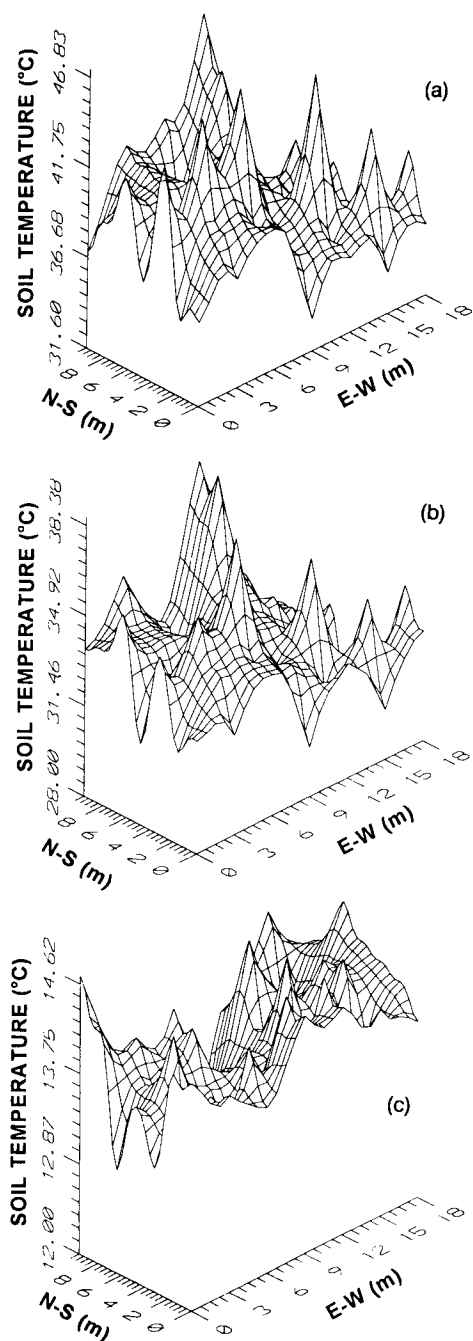 (a)
SOIL TEMPERATURE (°C)
46.83
41.75
36.68
31.60
8 6 4 2 0
N-S (m)
0 3 6 9 12 15 18
E-W (m)
(b)
SOIL TEMPERATURE (°C)
38.38
34.92
31.46
28.00
8 6 4 2 0
N-S (m)
0 3 6 9 12 15 18
E-W (m)
(c)
SOIL TEMPERATURE (°C)
14.62
13.75
12.87
12.00
8 6 4 2 0
N-S (m)
0 3 6 9 12 15 18
E-W (m)